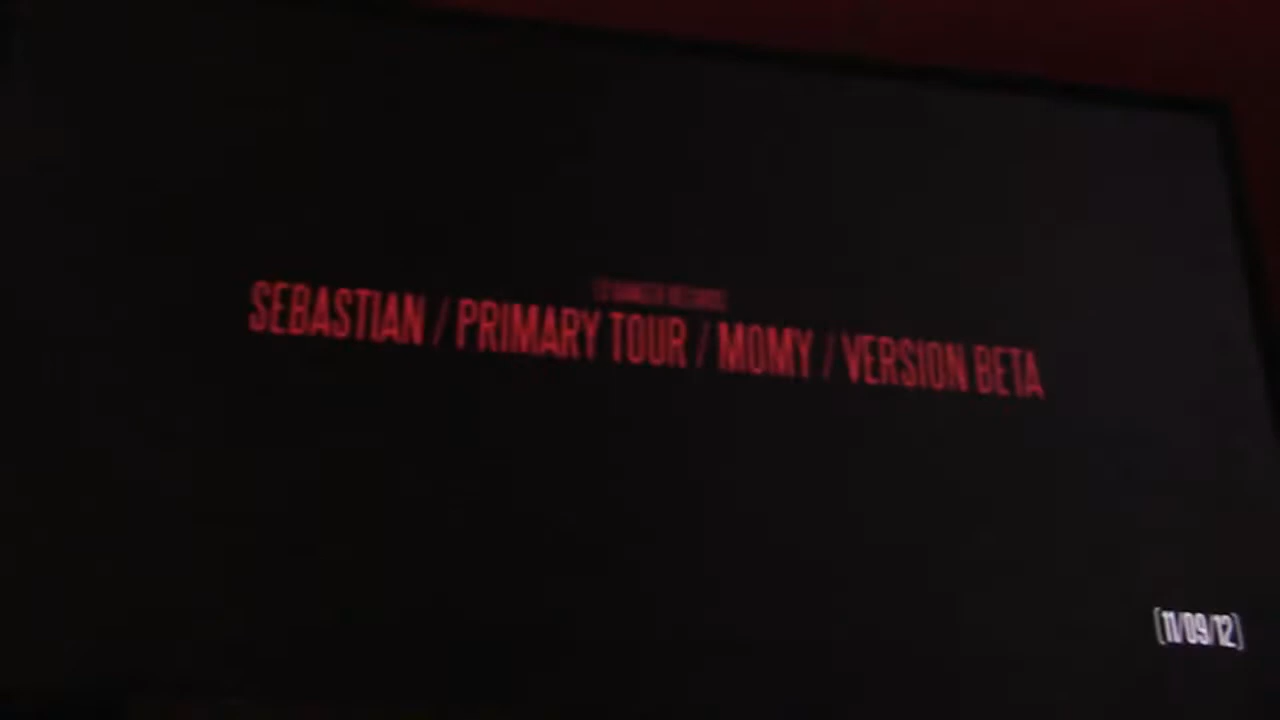 SEBASTIAN / PRIMARY TOUR / MOMY / VERSION BETA
[11/09/12]